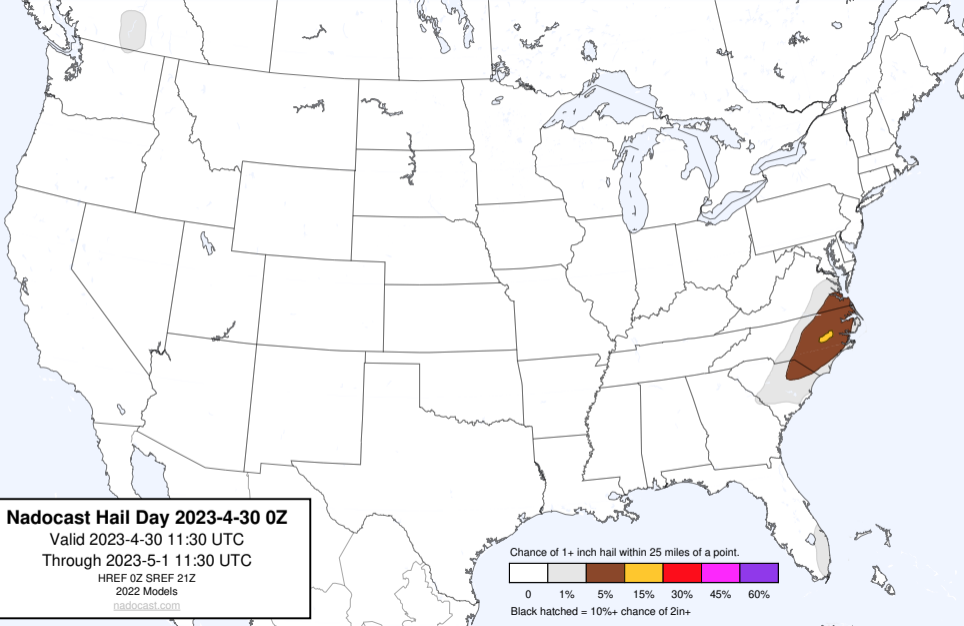 Nadocast Hail Day 2023-4-30 0Z
Valid 2023-4-30 11:30 UTC
Through 2023-5-1 11:30 UTC
HREF 0Z SREF 21Z
2022 Models
nadocast.com
Chance of 1+ inch hail within 25 miles of a point.
0 1% 5% 15% 30% 45% 60%
Black hatched = 10%+ chance of 2in+